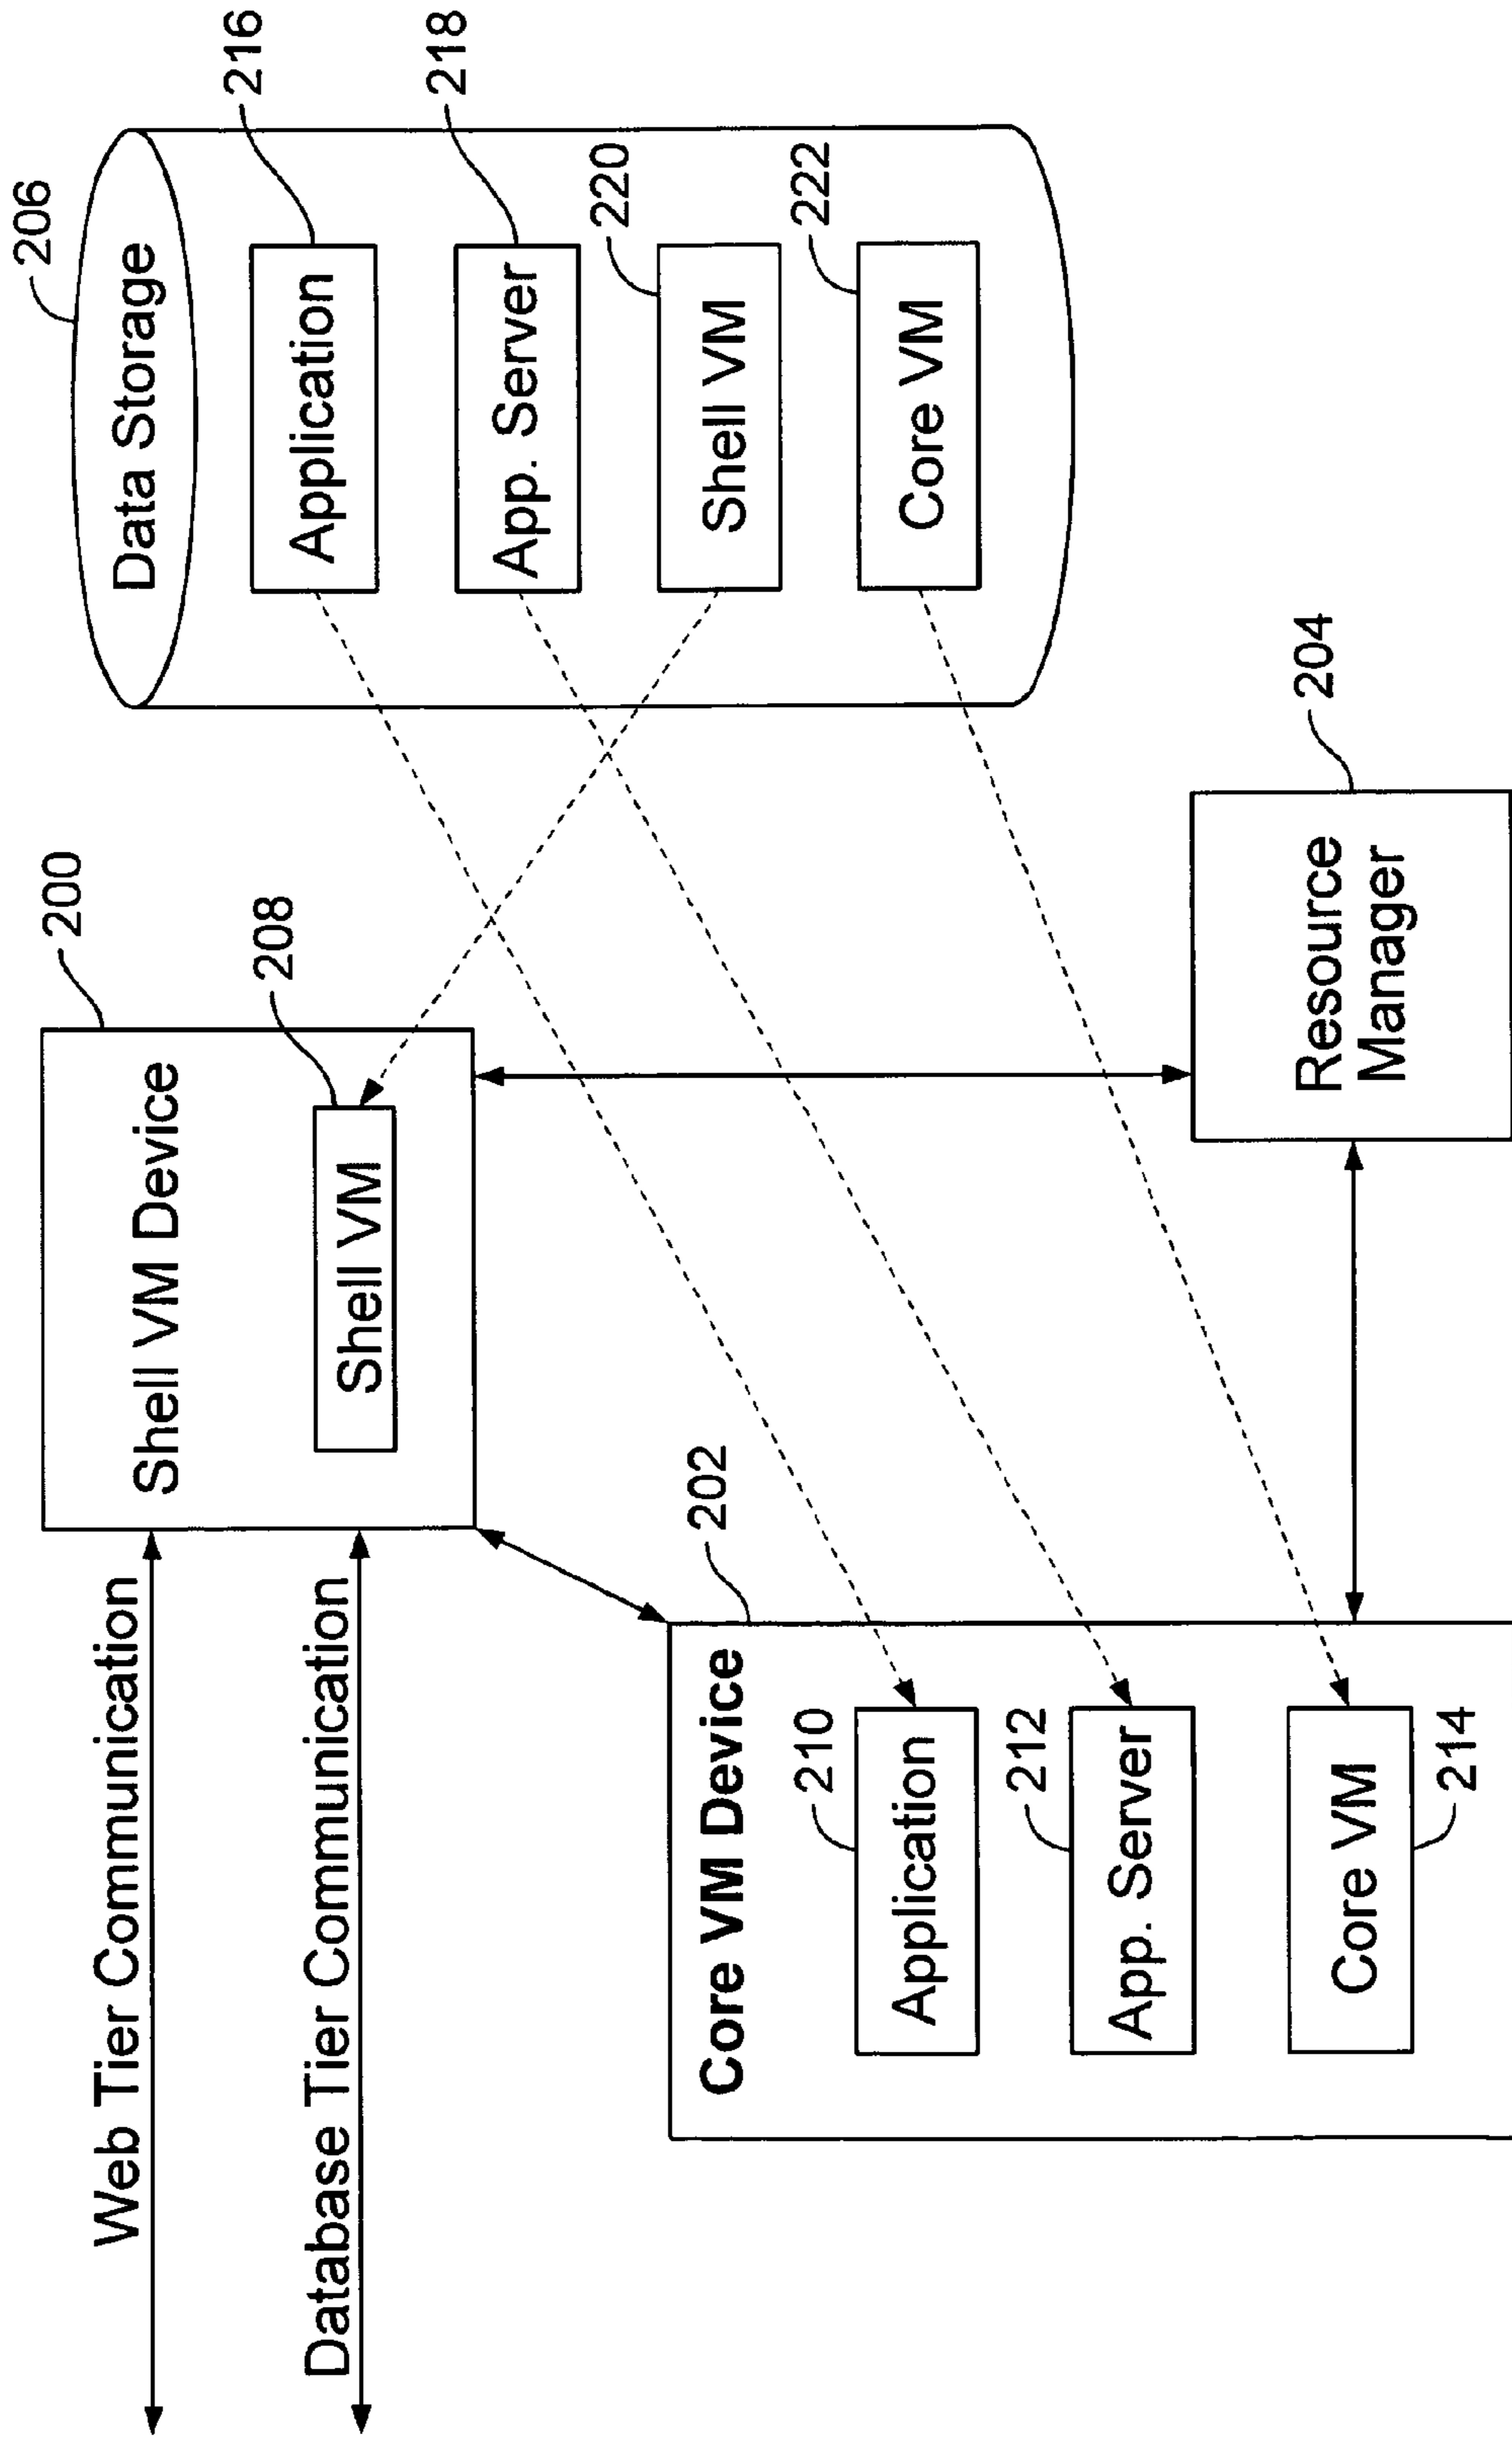 Web Tier Communication
Database Tier Communication
200
Shell VM Device
208
Shell VM
206
Data Storage
216
Application
218
App. Server
220
Shell VM
222
Core VM
202
Core VM Device
210
Application
212
App. Server
Core VM
214
204
Resource
Manager